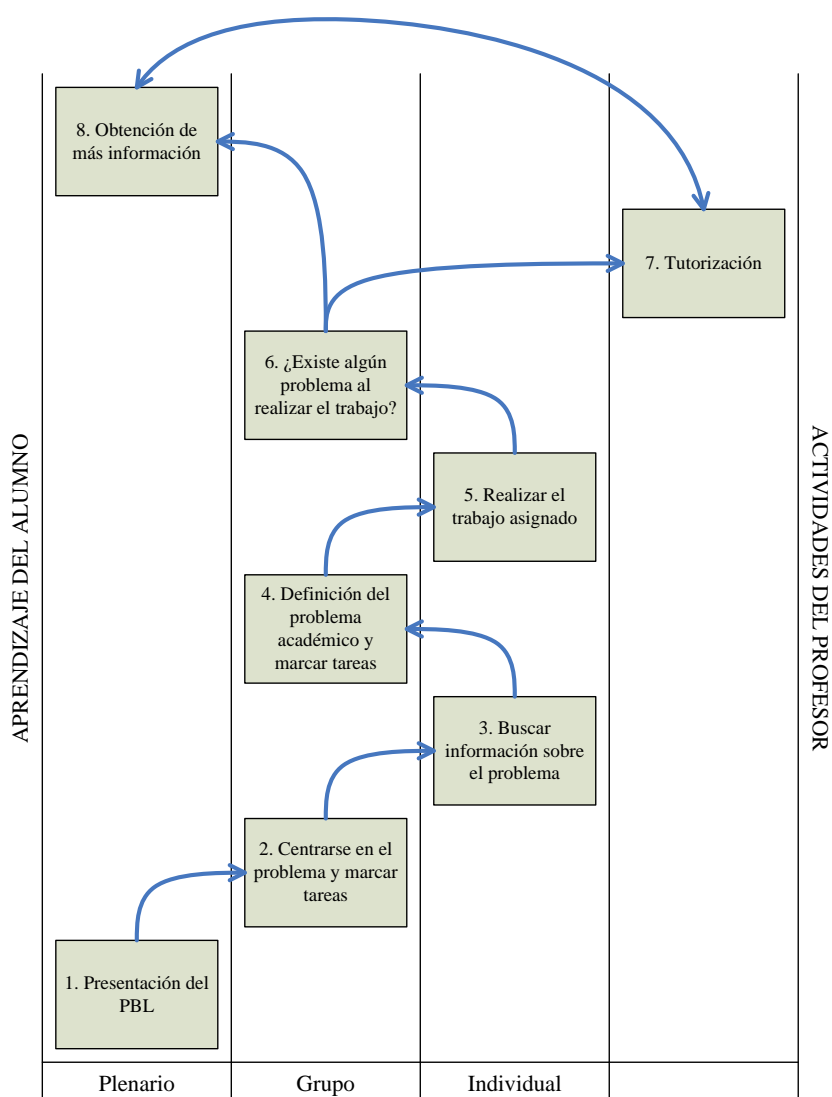 8. Obtención de
más información
7. Tutorización
6. ¿Existe algún
problema al
realizar el trabajo?
5. Realizar el
trabajo asignado
4. Definición del
problema
académico y
marcar tareas
3. Buscar
información sobre
el problema
2. Centrarse en el
problema y marcar
tareas
1. Presentación del
PBL
APRENDIZAJE DEL ALUMNO
ACTIVIDADES DEL PROFESOR
Plenario
Grupo
Individual